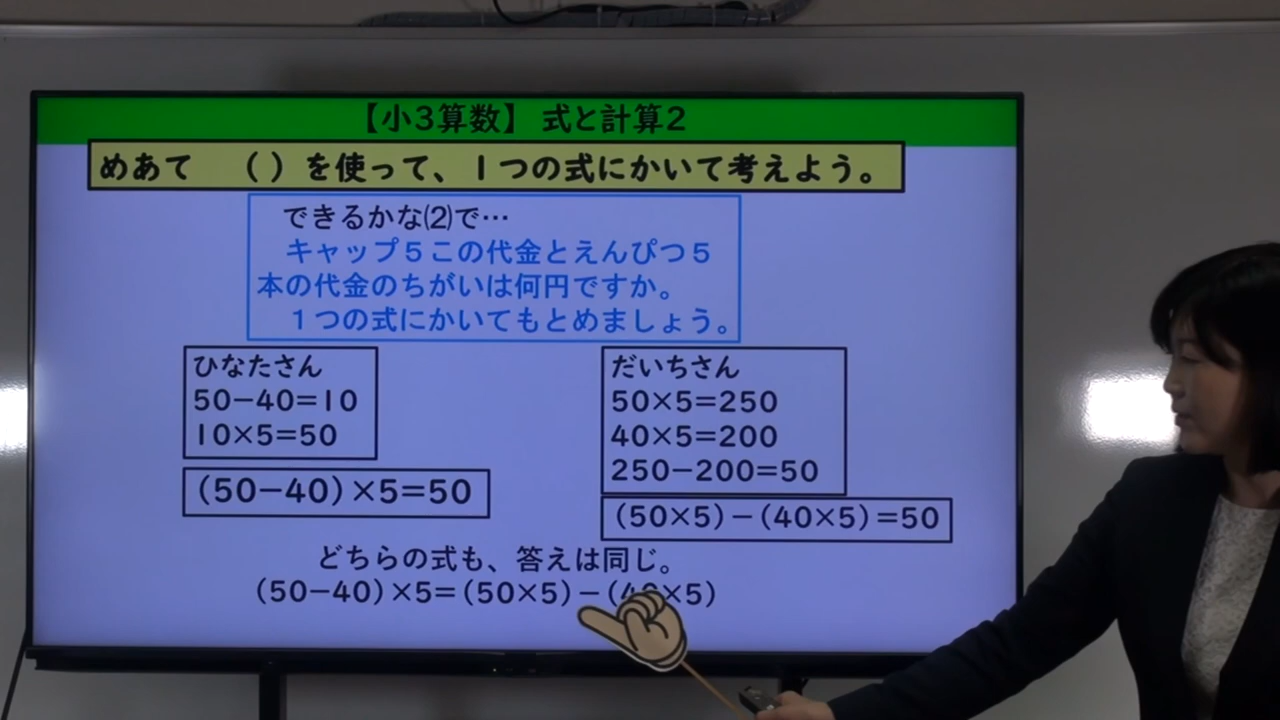 【小3算数】 式と計算2
めあて　()を使って、1つの式にかいて考えよう。
できるかな⑵で…
キャップ5この代金とえんぴつ5
本の代金のちがいは何円ですか。
1つの式にかいてもとめましょう。
ひなたさん
50−40=10
10×5=50
(50−40)×5=50
だいちさん
50×5=250
40×5=200
250−200=50
(50×5)−(40×5)=50
どちらの式も、答えは同じ。
(50−40)×5=(50×5)−(40×5)